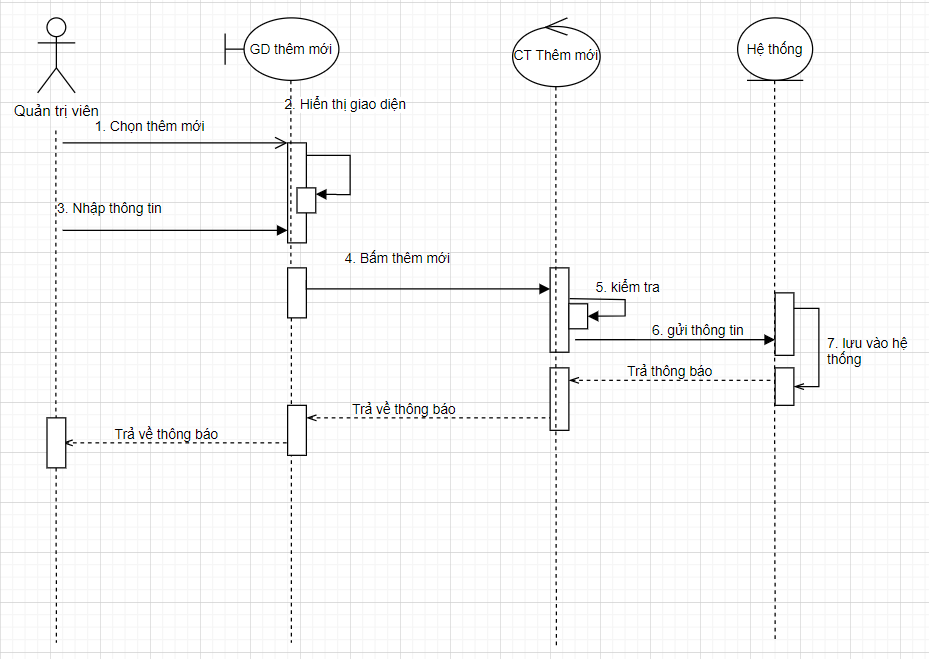 GD thêm mới
CT Thêm mới
Hệ thống
Quản trị viên
2. Hiển thị giao diện
1. Chọn thêm mới
3. Nhập thông tin
4. Bấm thêm mới
5. kiểm tra
6. gửi thông tin
7. lưu vào hệ
thống
Trả thông báo
Trả về thông báo
Trả về thông báo